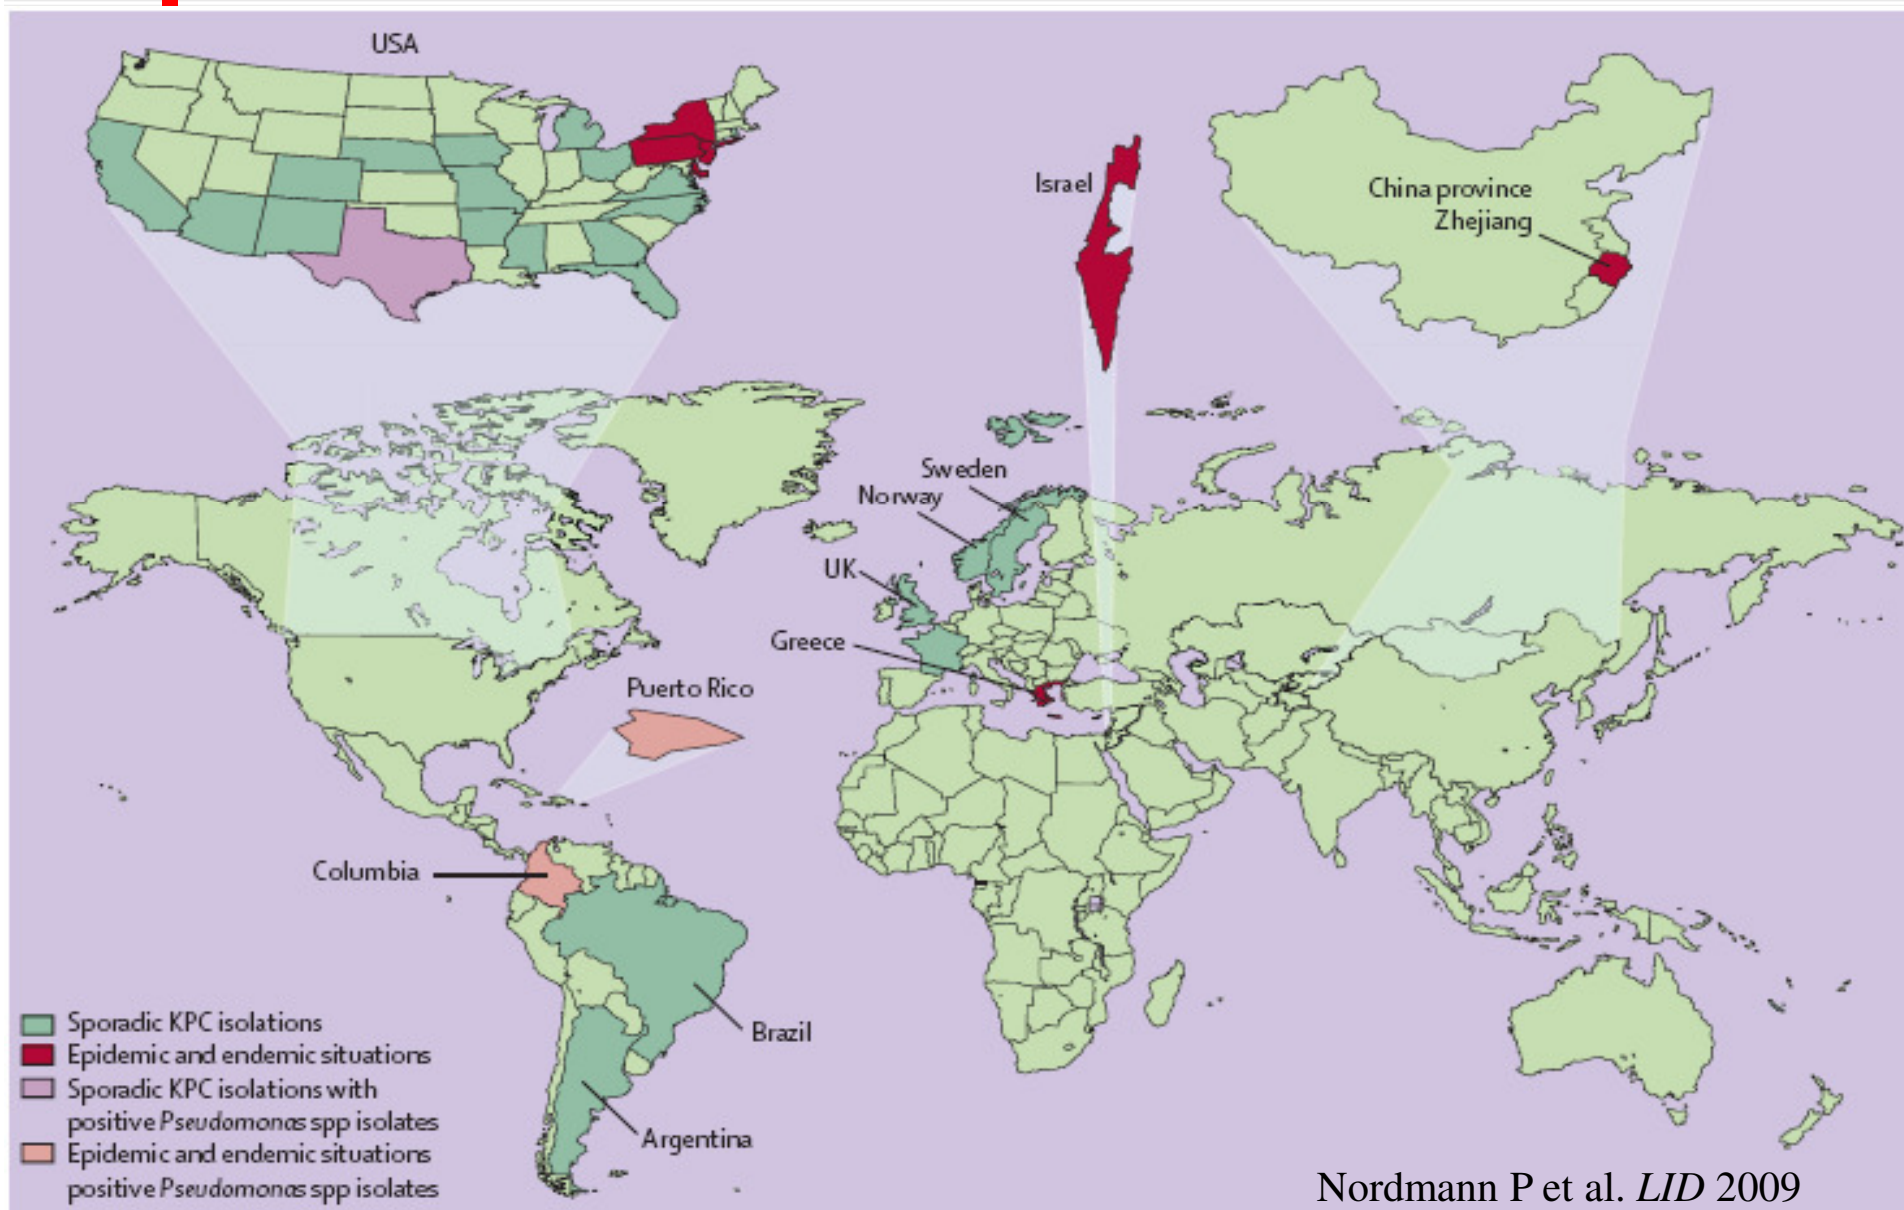 USA
Israel
China province
Zhejiang
Sweden
Norway
UK
Greece
Puerto Rico
Columbia
Brazil
Argentina
Sporadic KPC isolations
Epidemic and endemic situations
Sporadic KPC isolations with
positive Pseudomonas spp isolates
Epidemic and endemic situations
positive Pseudomonas spp isolates
Nordmann P et al. LID 2009